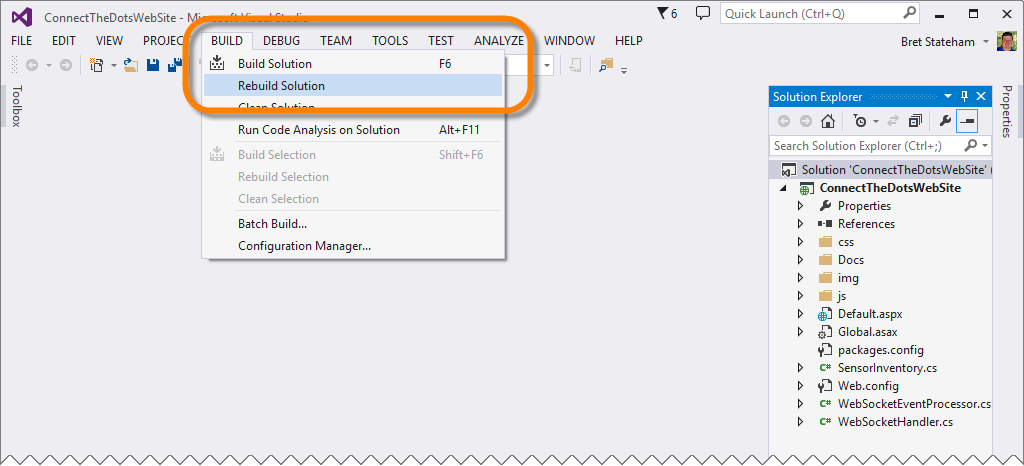 ConnectTheDotsWebSite - Microsoft Visual Studio
6
Quick Launch (Ctrl+Q)
FILE EDIT VIEW PROJECT BUILD DEBUG TEAM TOOLS TEST ANALYZE WINDOW HELP
Bret Stateham
Toolbox
Build Solution F6
Rebuild Solution
Clean Solution
Run Code Analysis on Solution Alt+F11
Build Selection Shift+F6
Rebuild Selection
Clean Selection
Batch Build...
Configuration Manager...
Solution Explorer
Search Solution Explorer (Ctrl+;)
Solution 'ConnectTheDotsWebSite' (
ConnectTheDotsWebSite
Properties
References
css
Docs
img
js
Default.aspx
Global.asax
packages.config
C# SensorInventory.cs
Web.config
C# WebSocketEventProcessor.cs
C# WebSocketHandler.cs
Properties